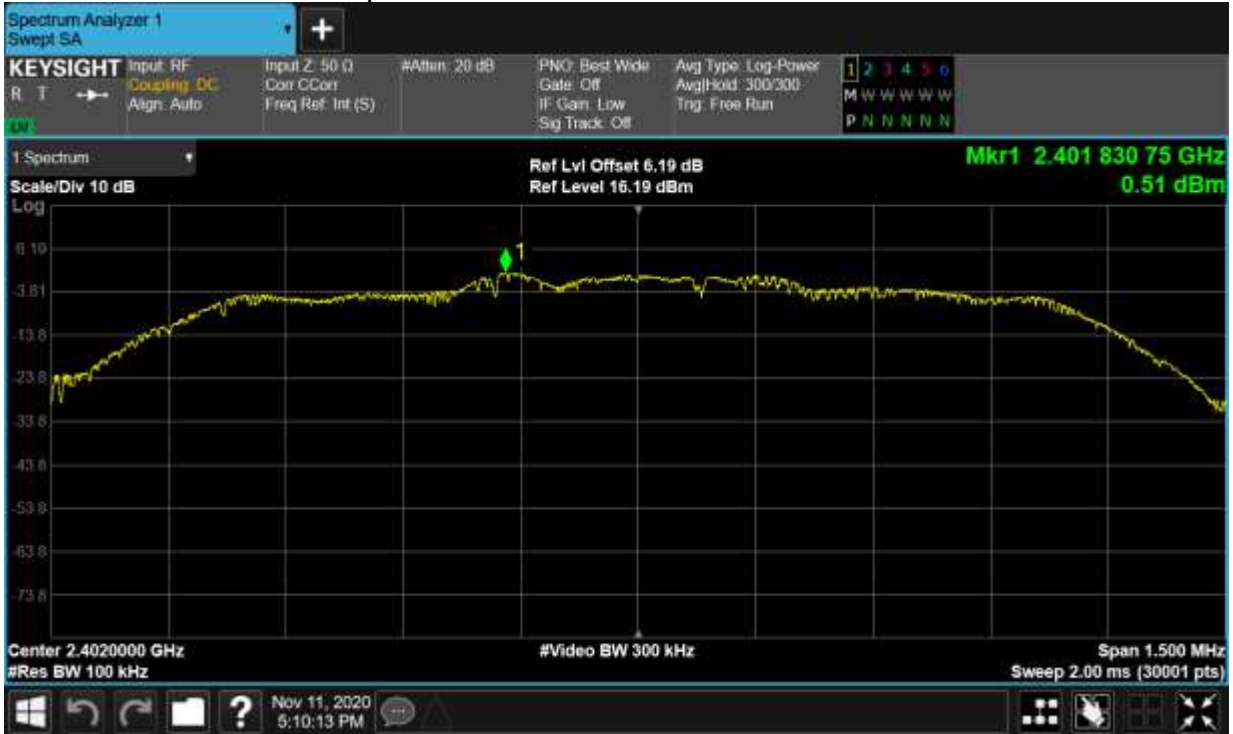 Spectrum Analyzer 1
Swept SA
KEYSIGHT
R T
Input: RF
Coupling: DC
Align: Auto
Input Z: 50 Ω
Corr CCorr
Freq Ref: Int (S)
#Atten: 20 dB
PNO: Best Wide
Gate: Off
IF Gain: Low
Sig Track: Off
Avg Type: Log-Power
Avg|Hold: 300/300
Trig: Free Run
1 2 3 4 5 6
M W W W W W
P N N N N N
1 Spectrum
Scale/Div 10 dB
Log
Ref Lvl Offset 6.19 dB
Ref Level 16.19 dBm
Mkr1 2.401 830 75 GHz
0.51 dBm
1
6.19
-3.81
-13.8
-23.8
-33.8
-43.8
-53.8
-63.8
-73.8
Center 2.4020000 GHz
#Res BW 100 kHz
#Video BW 300 kHz
Span 1.500 MHz
Sweep 2.00 ms (30001 pts)
?
Nov 11, 2020
5:10:13 PM